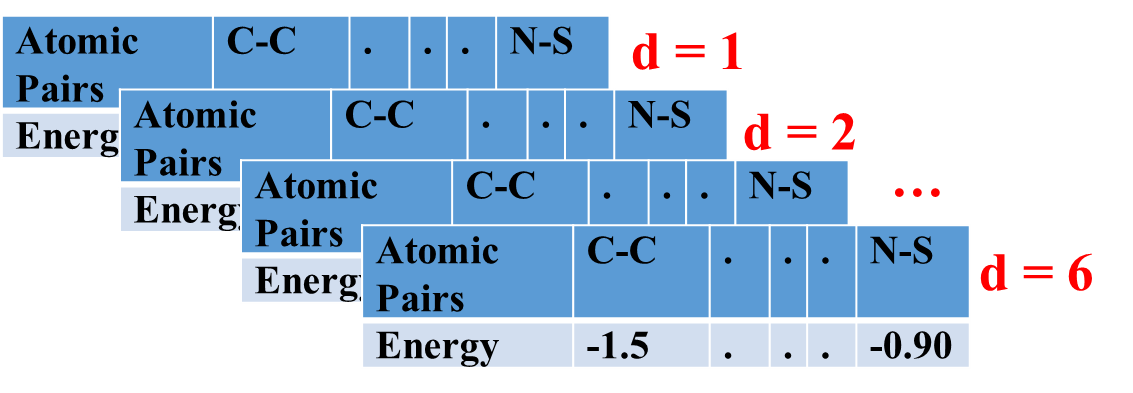 Atomic Pairs C-C . . . N-S d = 1
Energ
Atomic Pairs C-C . . . N-S d = 2
Energ
Atomic Pairs C-C . . . N-S ...
Energ
Atomic Pairs C-C . . . N-S d = 6
Energy -1.5 . . . -0.90